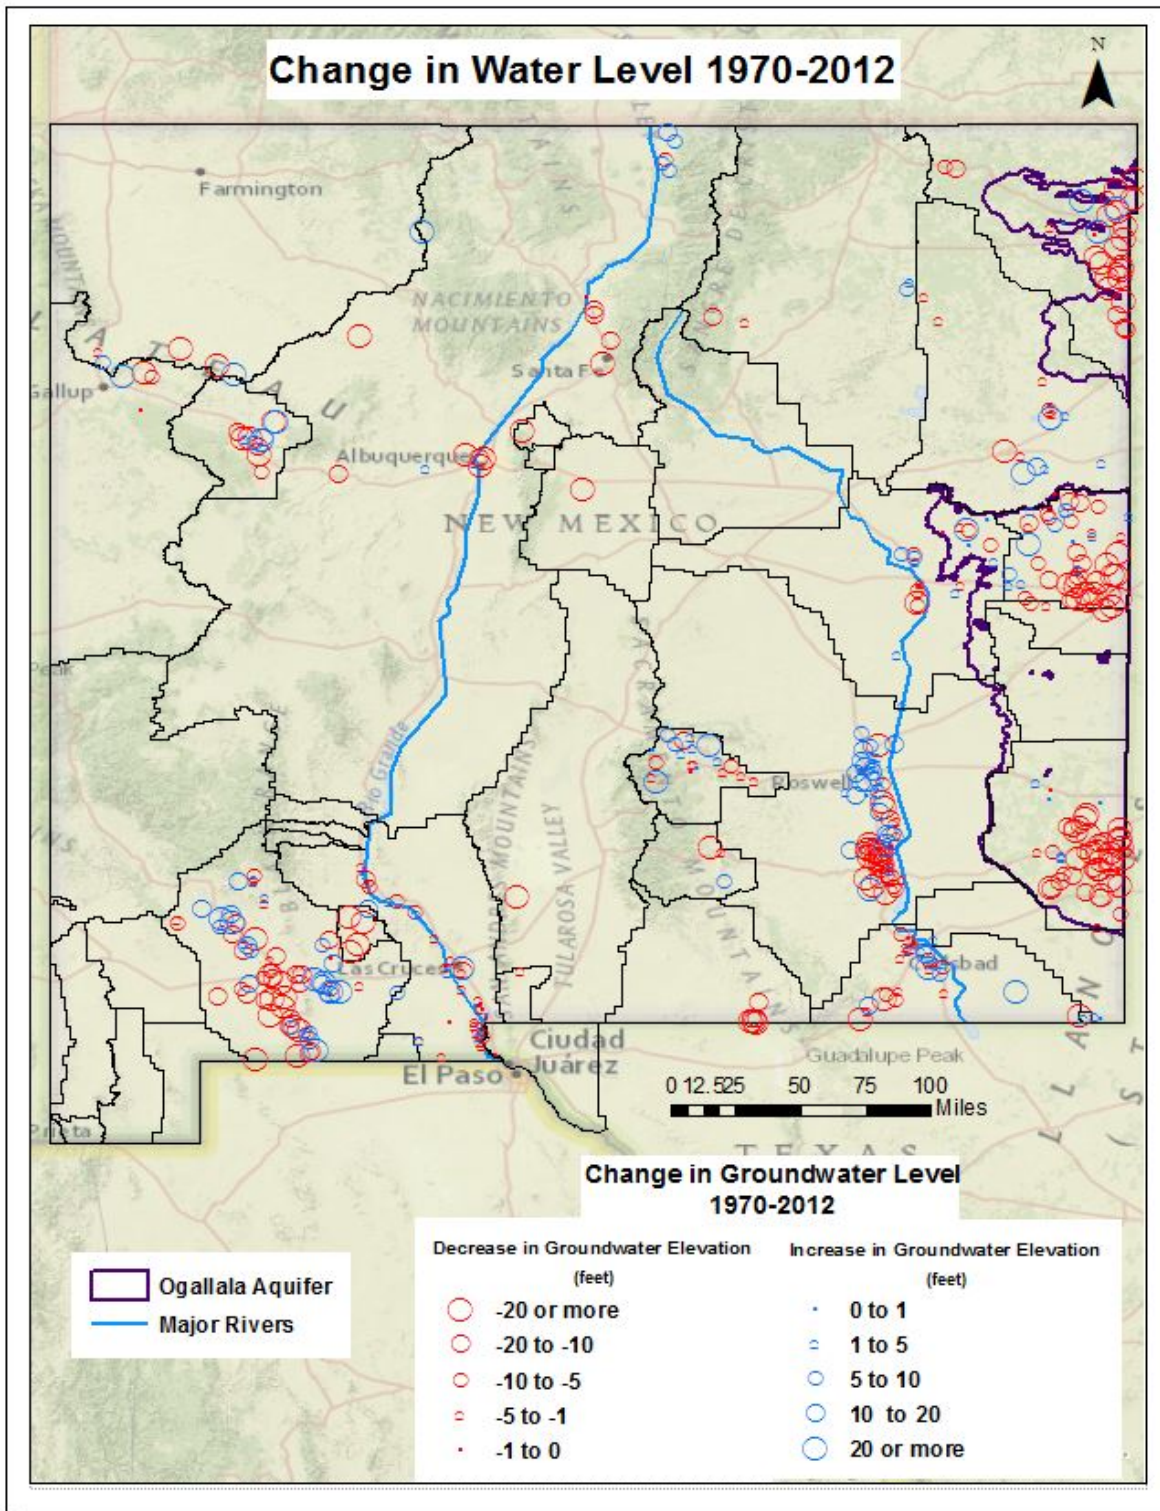 Change in Water Level 1970-2012
N
Farmington
NACIMIENTO
MOUNTAINS
Santa Fe
Gallup
Albuquerque
NEW MEXICO
Peak
Rio Grande
Roswell
TULAROSA VALLEY
Las Cruces
Carlsbad
Ciudad
Juárez
El Paso
Guadalupe Peak
0 12.525 50 75 100
Miles
Prieta
TEXAS
Change in Groundwater Level
1970-2012
Decrease in Groundwater Elevation
(feet)
-20 or more
-20 to -10
-10 to -5
-5 to -1
-1 to 0
Increase in Groundwater Elevation
(feet)
0 to 1
1 to 5
5 to 10
10 to 20
20 or more
Ogallala Aquifer
Major Rivers